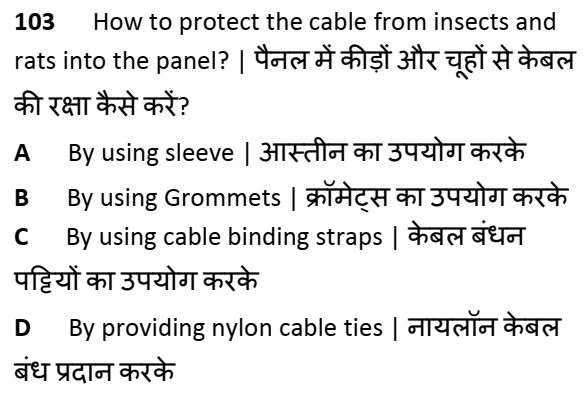 103 How to protect the cable from insects and
rats into the panel? | पैनल में कीड़ों और चूहों से केबल
की रक्षा कैसे करें?
A By using sleeve | आस्तीन का उपयोग करके
B By using Grommets | क्रॉमेट्स का उपयोग करके
C By using cable binding straps | केबल बंधन
पट्टियों का उपयोग करके
D By providing nylon cable ties | नायलॉन केबल
बंध प्रदान करके